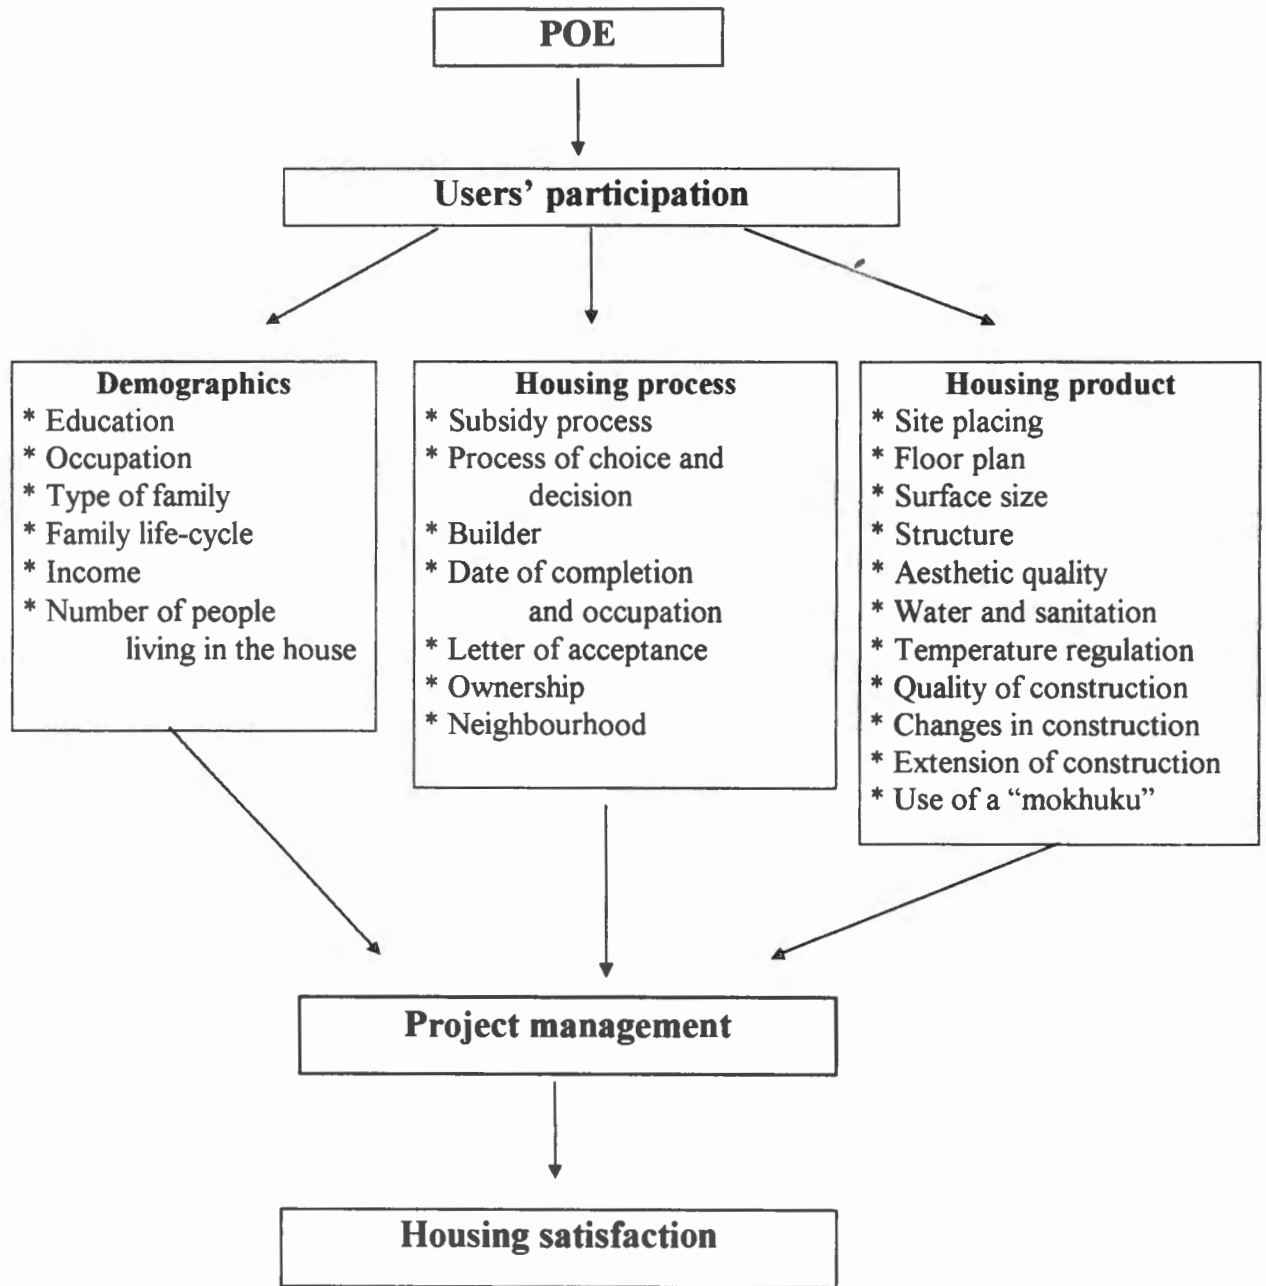 POE
Users’ participation
Demographics
* Education
* Occupation
* Type of family
* Family life-cycle
* Income
* Number of people
living in the house
Housing process
* Subsidy process
* Process of choice and
decision
* Builder
* Date of completion
and occupation
* Letter of acceptance
* Ownership
* Neighbourhood
Housing product
* Site placing
* Floor plan
* Surface size
* Structure
* Aesthetic quality
* Water and sanitation
* Temperature regulation
* Quality of construction
* Changes in construction
* Extension of construction
* Use of a “mokhuku”
Project management
Housing satisfaction